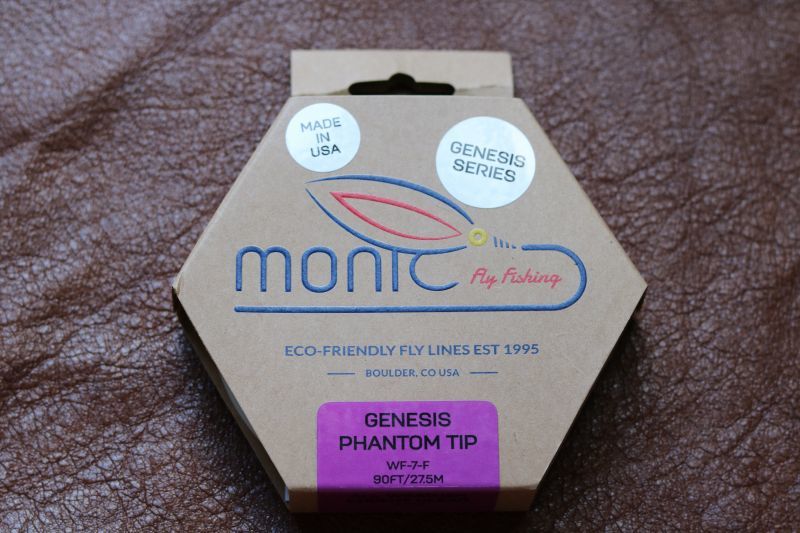 MADE
IN
USA
GENESIS
SERIES
monic
Fly Fishing
ECO-FRIENDLY FLY LINES EST 1995
BOULDER, CO USA
GENESIS
PHANTOM TIP
WF-7-F
90FT/27.5M